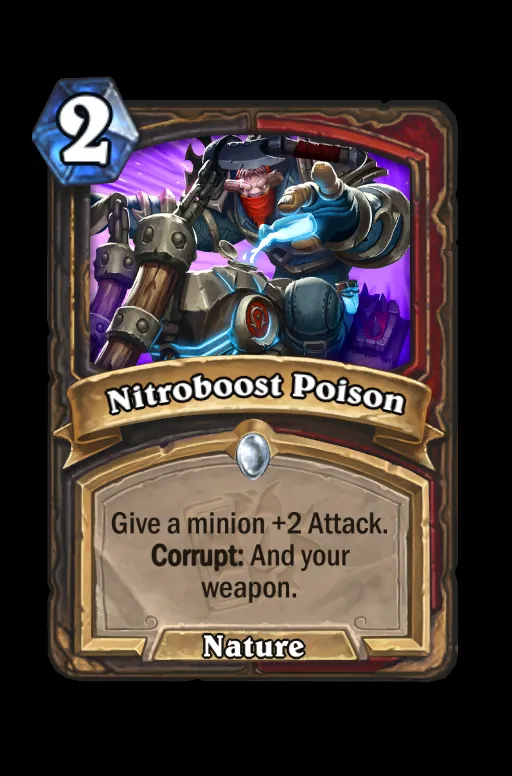 2
Nitroboost Poison
Give a minion +2 Attack.
Corrupt: And your
weapon.
Nature